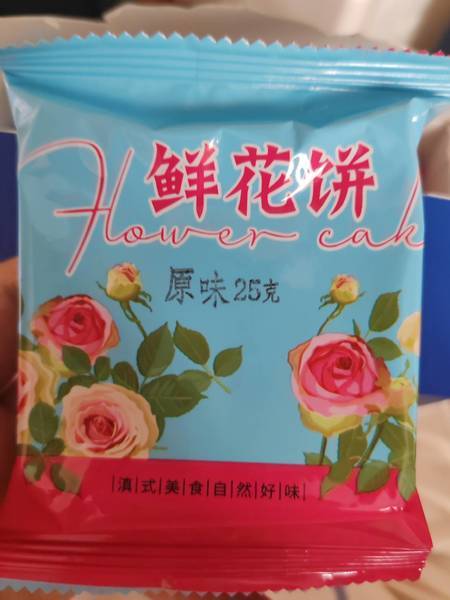 鲜花饼
Flower cak
原味25克
滇式美食自然好味